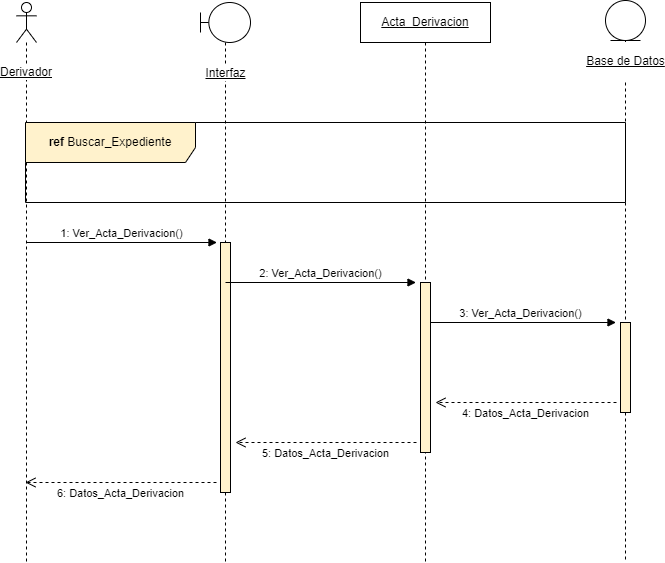 Derivador
Interfaz
Acta_Derivacion
Base de Datos
ref Buscar_Expediente
1: Ver_Acta_Derivacion()
2: Ver_Acta_Derivacion()
3: Ver_Acta_Derivacion()
4: Datos_Acta_Derivacion
5: Datos_Acta_Derivacion
6: Datos_Acta_Derivacion